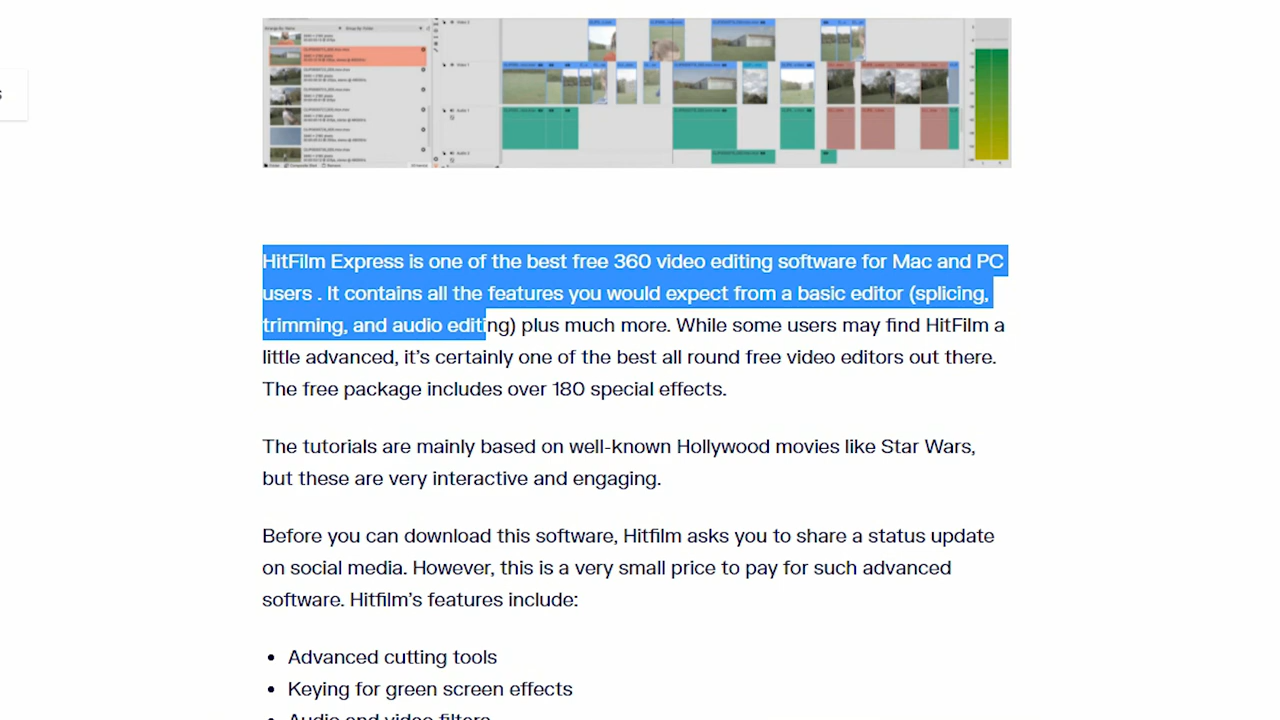 s
HitFilm Express is one of the best free 360 video editing software for Mac and PC
users . It contains all the features you would expect from a basic editor (splicing,
trimming, and audio editing) plus much more. While some users may find HitFilm a
little advanced, it's certainly one of the best all round free video editors out there.
The free package includes over 180 special effects.
The tutorials are mainly based on well-known Hollywood movies like Star Wars,
but these are very interactive and engaging.
Before you can download this software, Hitfilm asks you to share a status update
on social media. However, this is a very small price to pay for such advanced
software. Hitfilm's features include:
• Advanced cutting tools
• Keying for green screen effects
• Audio and video filters